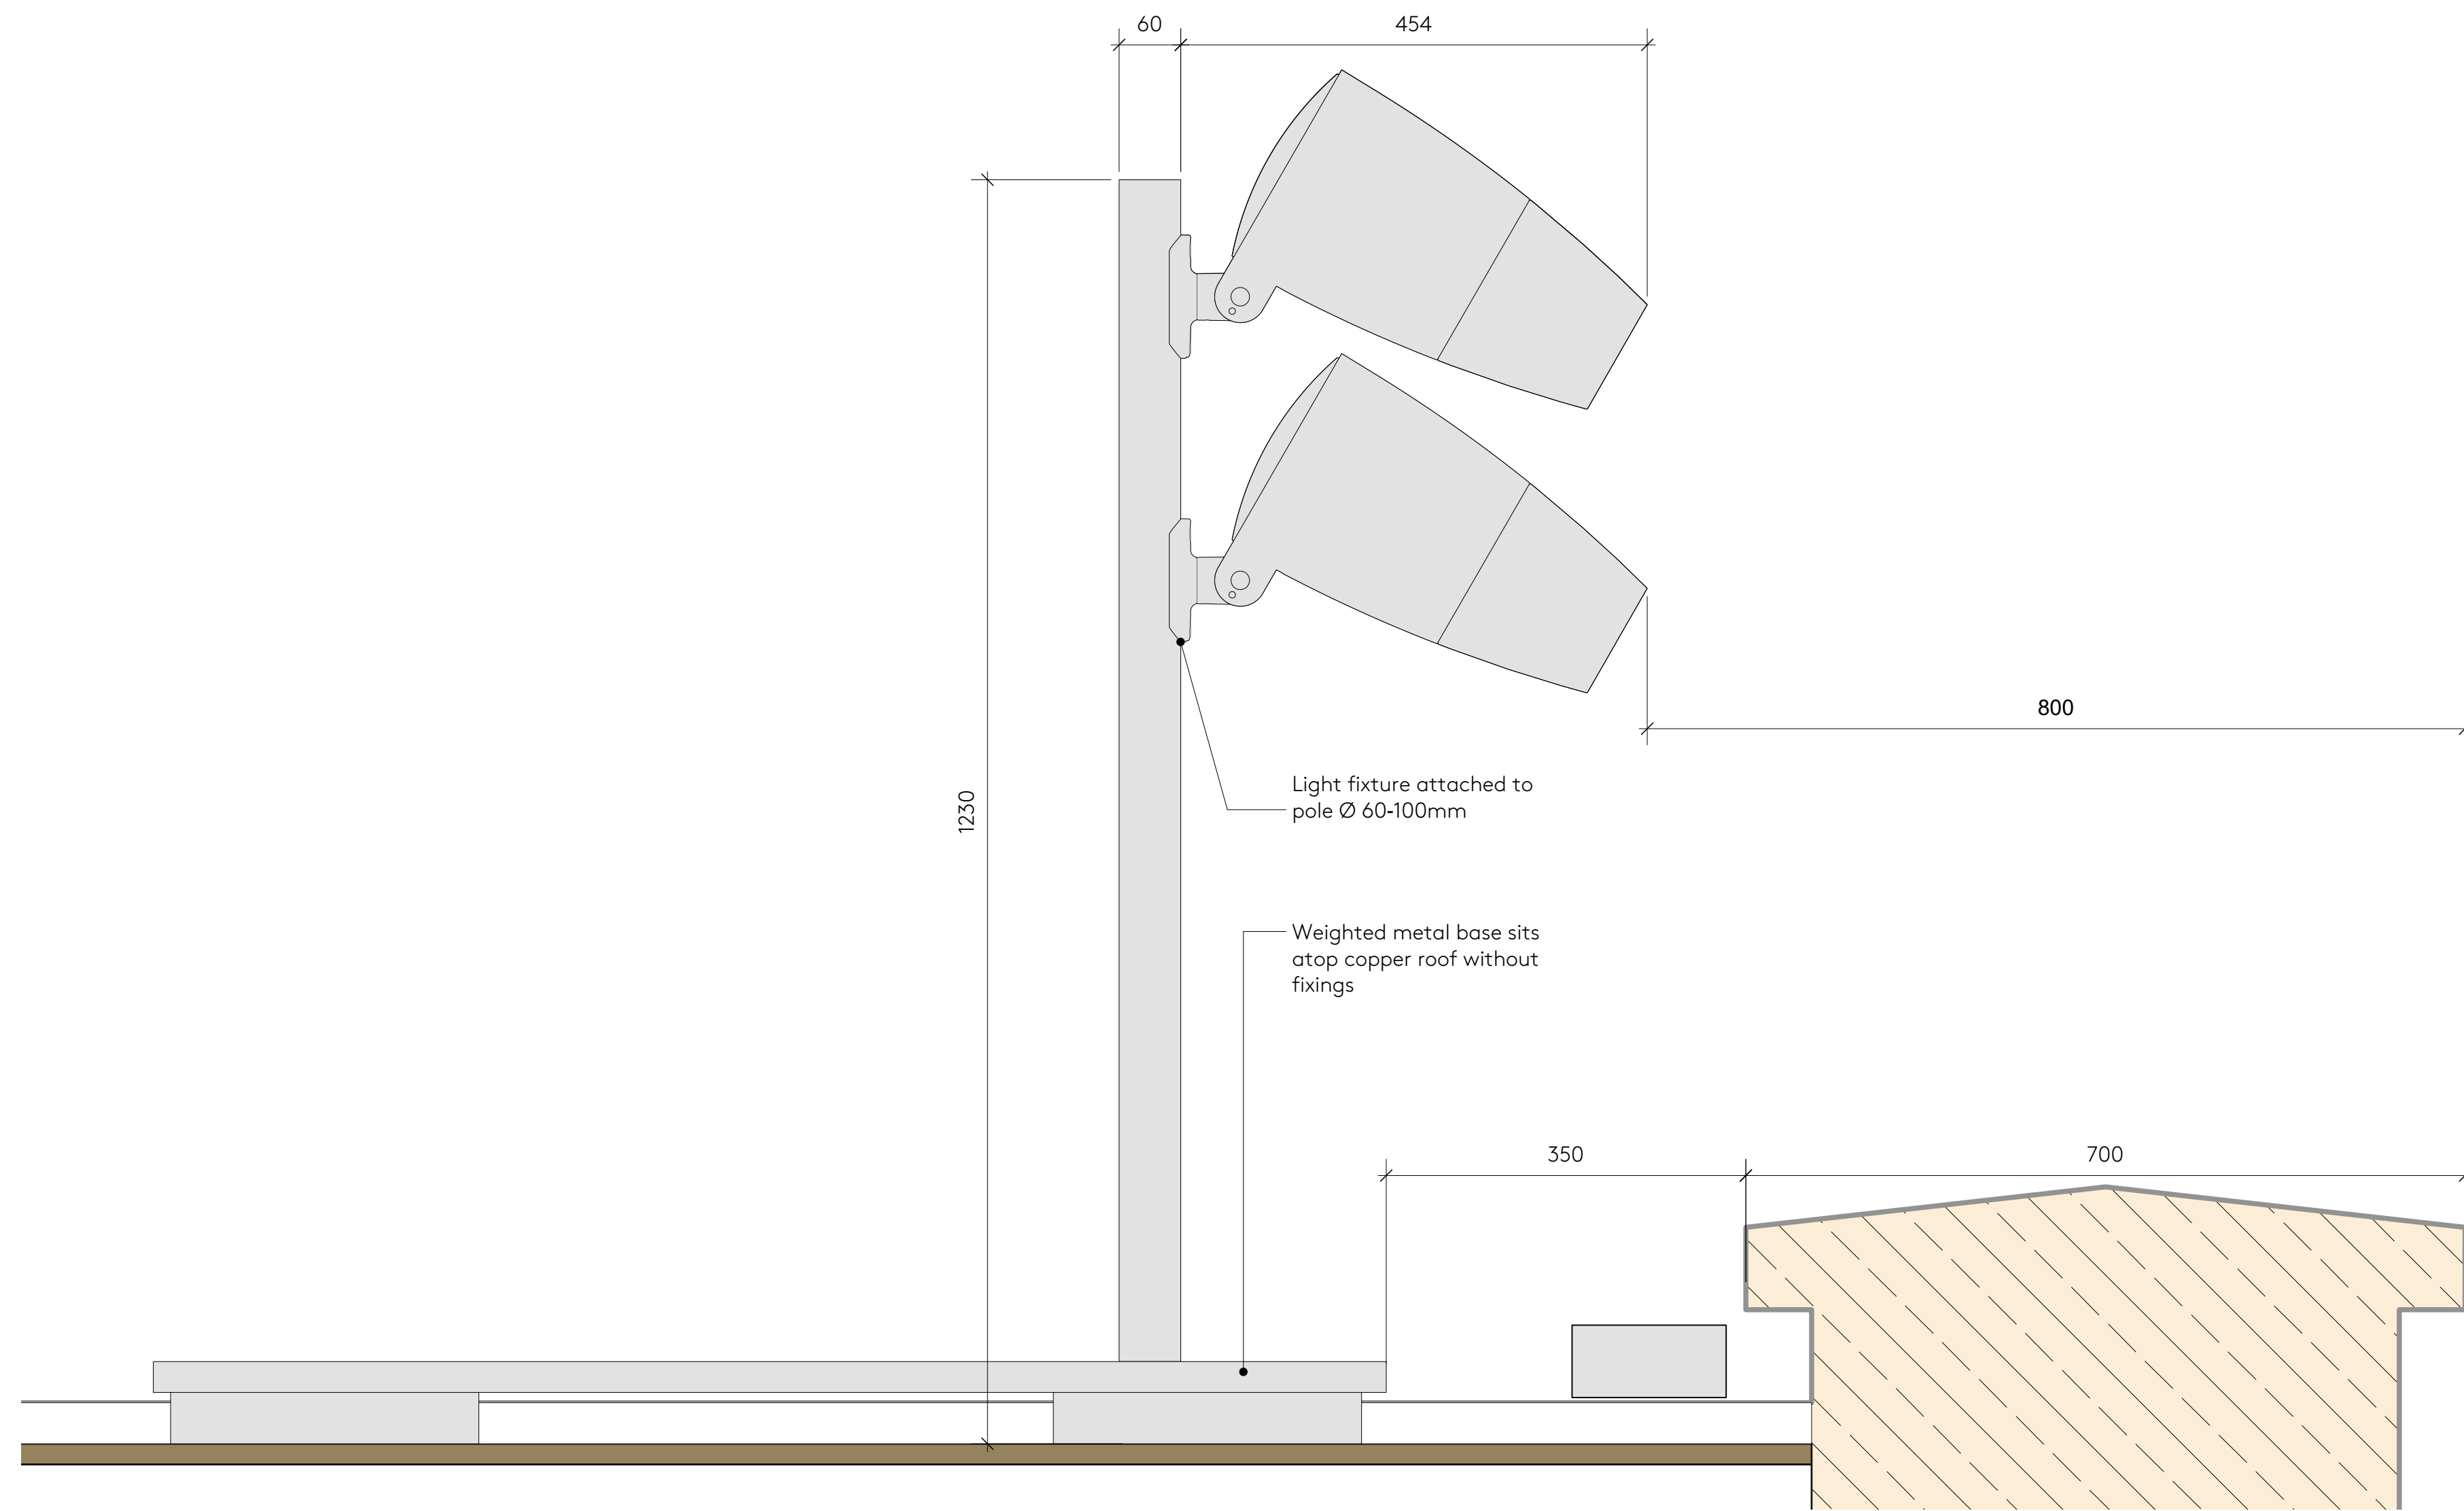 60
454
800
Light fixture attached to
pole Ø 60-100mm
1230
Weighted metal base sits
atop copper roof without
fixings
350
700